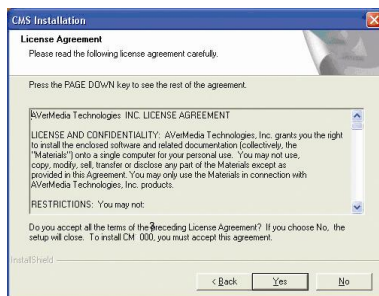 CMS Installation
License Agreement
Please read the following license agreement carefully.
Press the PAGE DOWN key to see the rest of the agreement.
AVerMedia Technologies INC. LICENSE AGREEMENT
LICENSE AND CONFIDENTIALITY: AVerMedia Technologies, Inc. grants you the right
to install the enclosed software and related documentation (collectively, the
"Materials") onto a single computer for your personal use. You may not use,
copy, modify, sell, transfer or disclose any part of the Materials except as
provided in this Agreement. You may only use the Materials in connection with
AVerMedia Technologies, Inc. products.
RESTRICTIONS: You may not:
Do you accept all the terms of the preceding License Agreement? If you choose No, the
setup will close. To install CM 000, you must accept this agreement.
InstallShield
< Back Yes No